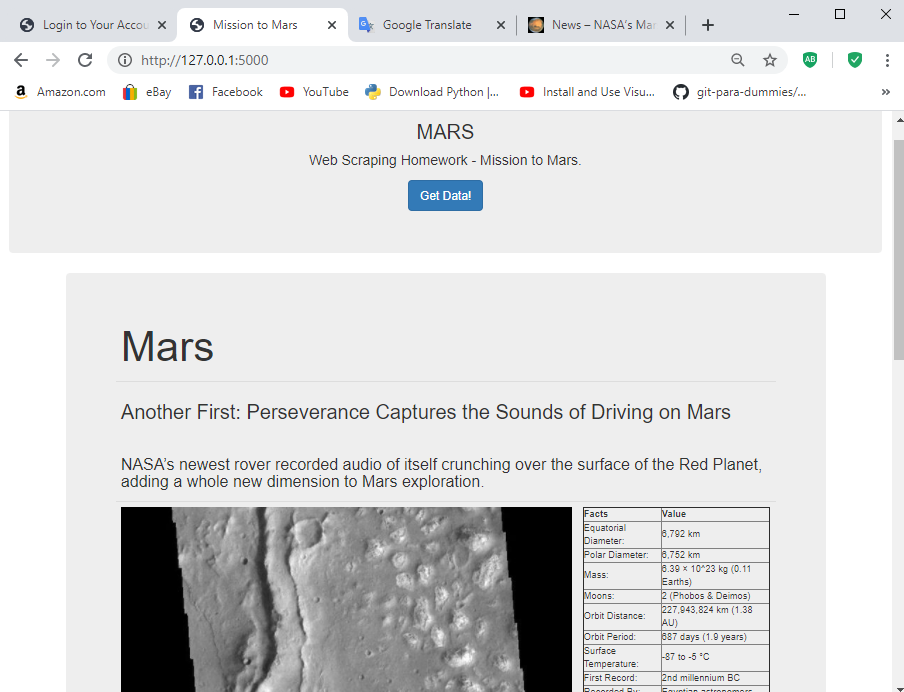 Login to Your Accou
Mission to Mars
Google Translate
News – NASA's Mar
http://127.0.0.1:5000
AB
Amazon.com
eBay
Facebook
YouTube
Download Python |...
Install and Use Visu...
git-para-dummies/...
»
MARS
Web Scraping Homework - Mission to Mars.
Get Data!
Mars
Another First: Perseverance Captures the Sounds of Driving on Mars
NASA's newest rover recorded audio of itself crunching over the surface of the Red Planet,
adding a whole new dimension to Mars exploration.
Facts Value
Equatorial
Diameter: 6,792 km
Polar Diameter: 6,752 km
Mass: 6.39 × 10^23 kg (0.11
Earths)
Moons: 2 (Phobos & Deimos)
Orbit Distance: 227,943,824 km (1.38
AU)
Orbit Period: 687 days (1.9 years)
Surface
Temperature: -87 to -5 °C
First Record: 2nd millennium BC
Recorded By: Egyptian astronomers